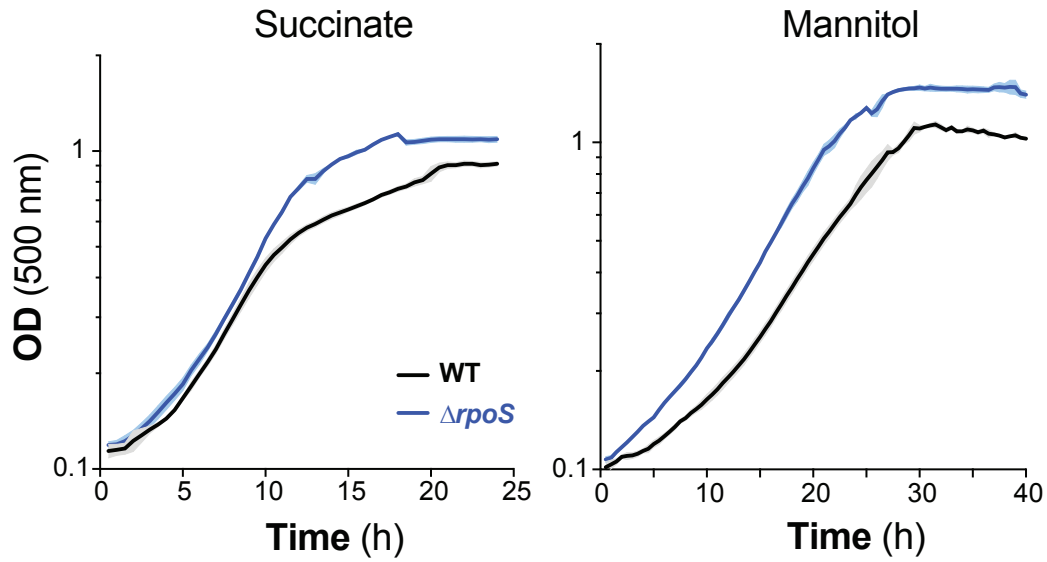 Succinate
Mannitol
OD (500 nm)
1
0.1
0 5 10 15 20 25
Time (h)
WT
ΔrpoS
1
0.1
0 10 20 30 40
Time (h)